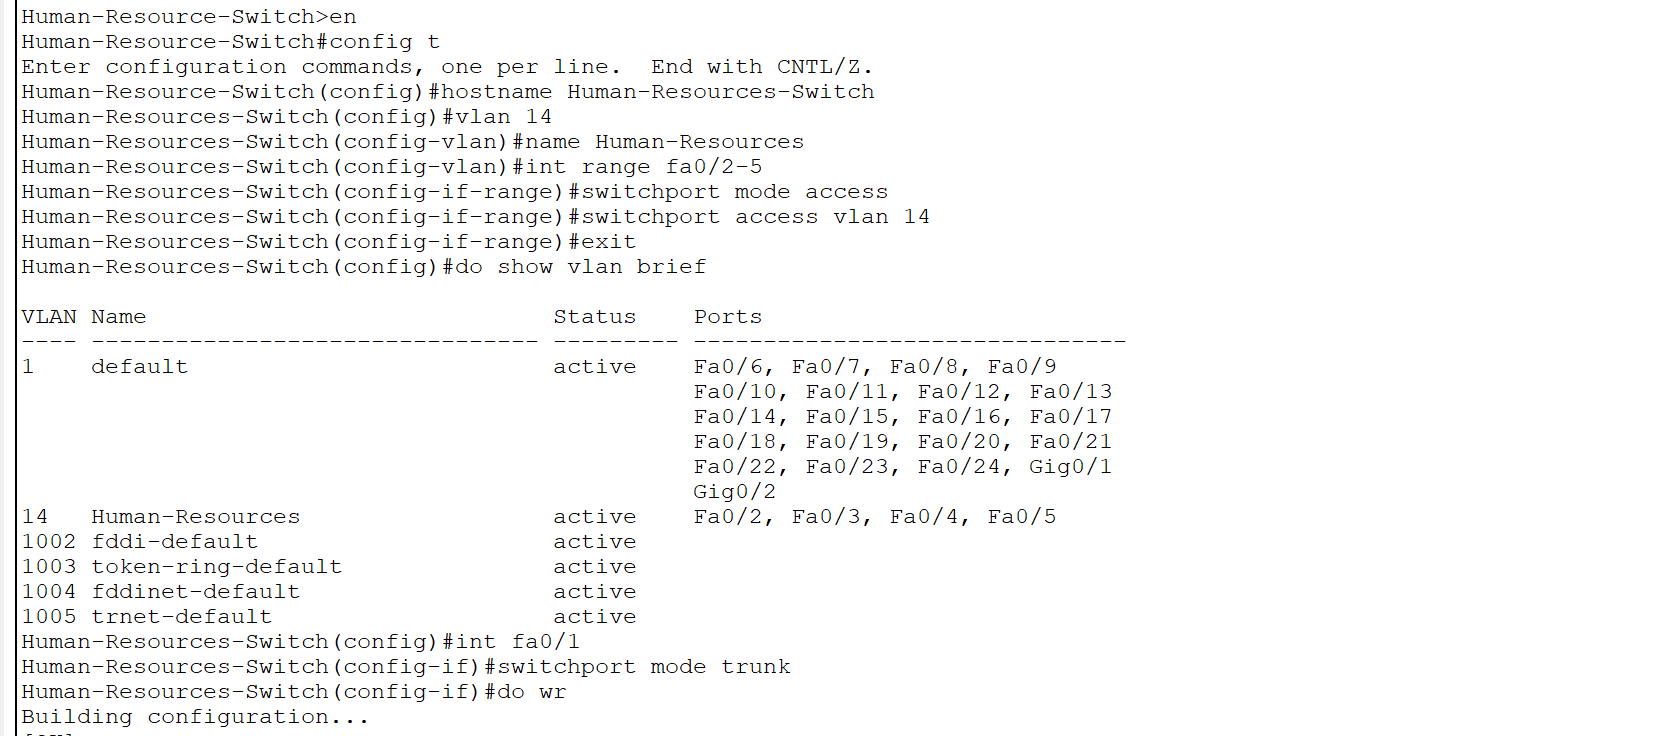 Human-Resource-Switch>en
Human-Resource-Switch#config t
Enter configuration commands, one per line.  End with CNTL/Z.
Human-Resource-Switch(config)#hostname Human-Resources-Switch
Human-Resources-Switch(config)#vlan 14
Human-Resources-Switch(config-vlan)#name Human-Resources
Human-Resources-Switch(config-vlan)#int range fa0/2-5
Human-Resources-Switch(config-if-range)#switchport mode access
Human-Resources-Switch(config-if-range)#switchport access vlan 14
Human-Resources-Switch(config-if-range)#exit
Human-Resources-Switch(config)#do show vlan brief

VLAN Name                             Status    Ports
---- -------------------------------- --------- -------------------------------
1    default                          active    Fa0/6, Fa0/7, Fa0/8, Fa0/9
                                                Fa0/10, Fa0/11, Fa0/12, Fa0/13
                                                Fa0/14, Fa0/15, Fa0/16, Fa0/17
                                                Fa0/18, Fa0/19, Fa0/20, Fa0/21
                                                Fa0/22, Fa0/23, Fa0/24, Gig0/1
                                                Gig0/2
14   Human-Resources                  active    Fa0/2, Fa0/3, Fa0/4, Fa0/5
1002 fddi-default                     active
1003 token-ring-default               active
1004 fddinet-default                  active
1005 trnet-default                    active
Human-Resources-Switch(config)#int fa0/1
Human-Resources-Switch(config-if)#switchport mode trunk
Human-Resources-Switch(config-if)#do wr
Building configuration...